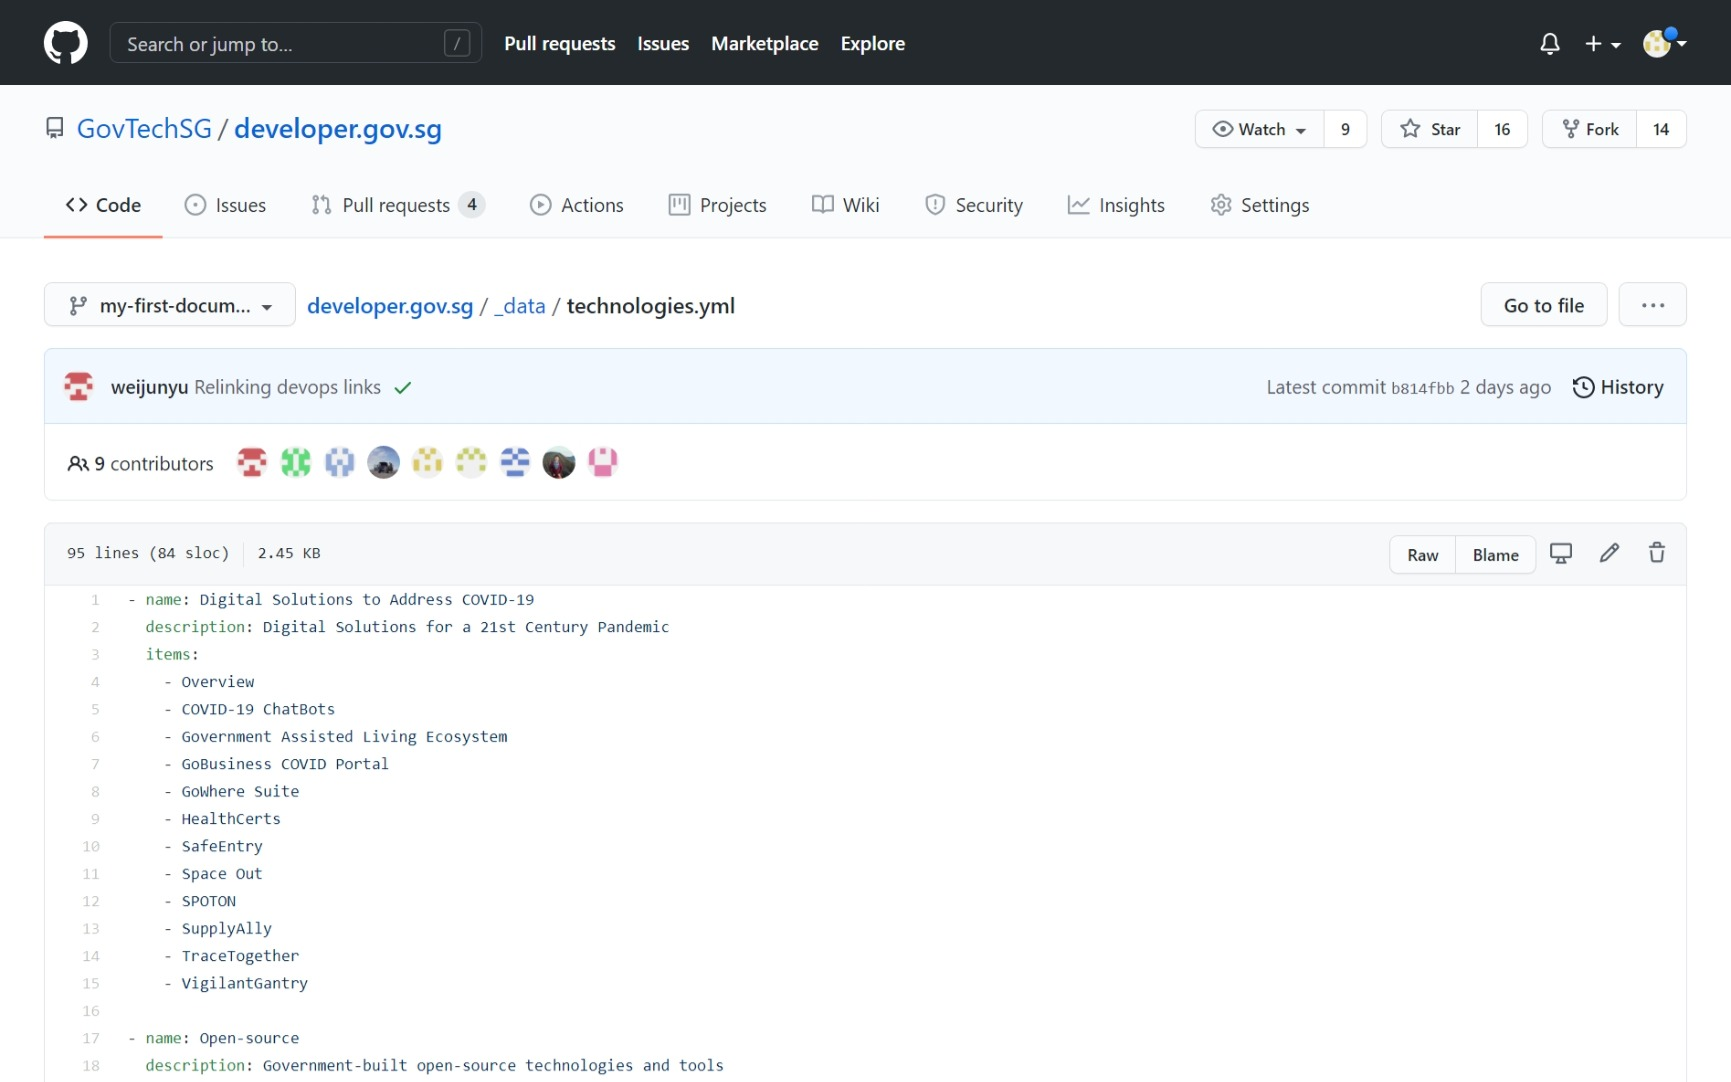 Search or jump to... / Pull requests Issues Marketplace Explore
GovTechSG / developer.gov.sg Watch 9 Star 16 Fork 14
Code Issues Pull requests 4 Actions Projects Wiki Security Insights Settings
my-first-docum... developer.gov.sg / _data / technologies.yml Go to file ...
weijunyu Relinking devops links Latest commit b814fbb 2 days ago History
9 contributors
95 lines (84 sloc) 2.45 KB Raw Blame
1 - name: Digital Solutions to Address COVID-19
2 description: Digital Solutions for a 21st Century Pandemic
3 items:
4 - Overview
5 - COVID-19 ChatBots
6 - Government Assisted Living Ecosystem
7 - GoBusiness COVID Portal
8 - GoWhere Suite
9 - HealthCerts
10 - SafeEntry
11 - Space Out
12 - SPOTON
13 - SupplyAlly
14 - TraceTogether
15 - VigilantGantry
16
17 - name: Open-source
18 description: Government-built open-source technologies and tools